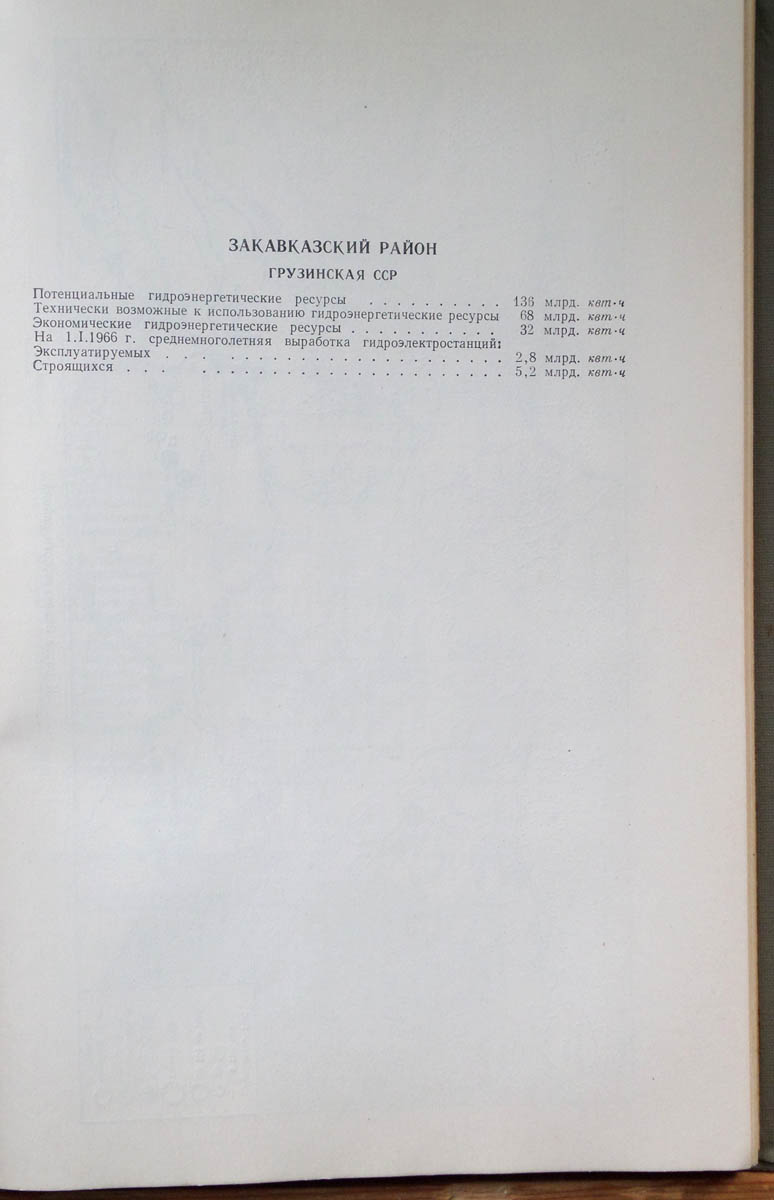 ЗАКАВКАЗСКИЙ РАЙОН
ГРУЗИНСКАЯ ССР
Потенциальные гидроэнергетические ресурсы . . . . . . . . . . 136 млрд. квт·ч
Технически возможные к использованию гидроэнергетические ресурсы 68 млрд. квт·ч
Экономические гидроэнергетические ресурсы . . . . . . . . . . . 32 млрд. квт·ч
На 1.I.1966 г. среднемноголетняя выработка гидроэлектростанций:
Эксплуатируемых . . . . . . . . . . . . . . . . . . . . . . . 2,8 млрд. квт·ч
Строящихся . . . . . . . . . . . . . . . . . . . . . . . . . 5,2 млрд. квт·ч